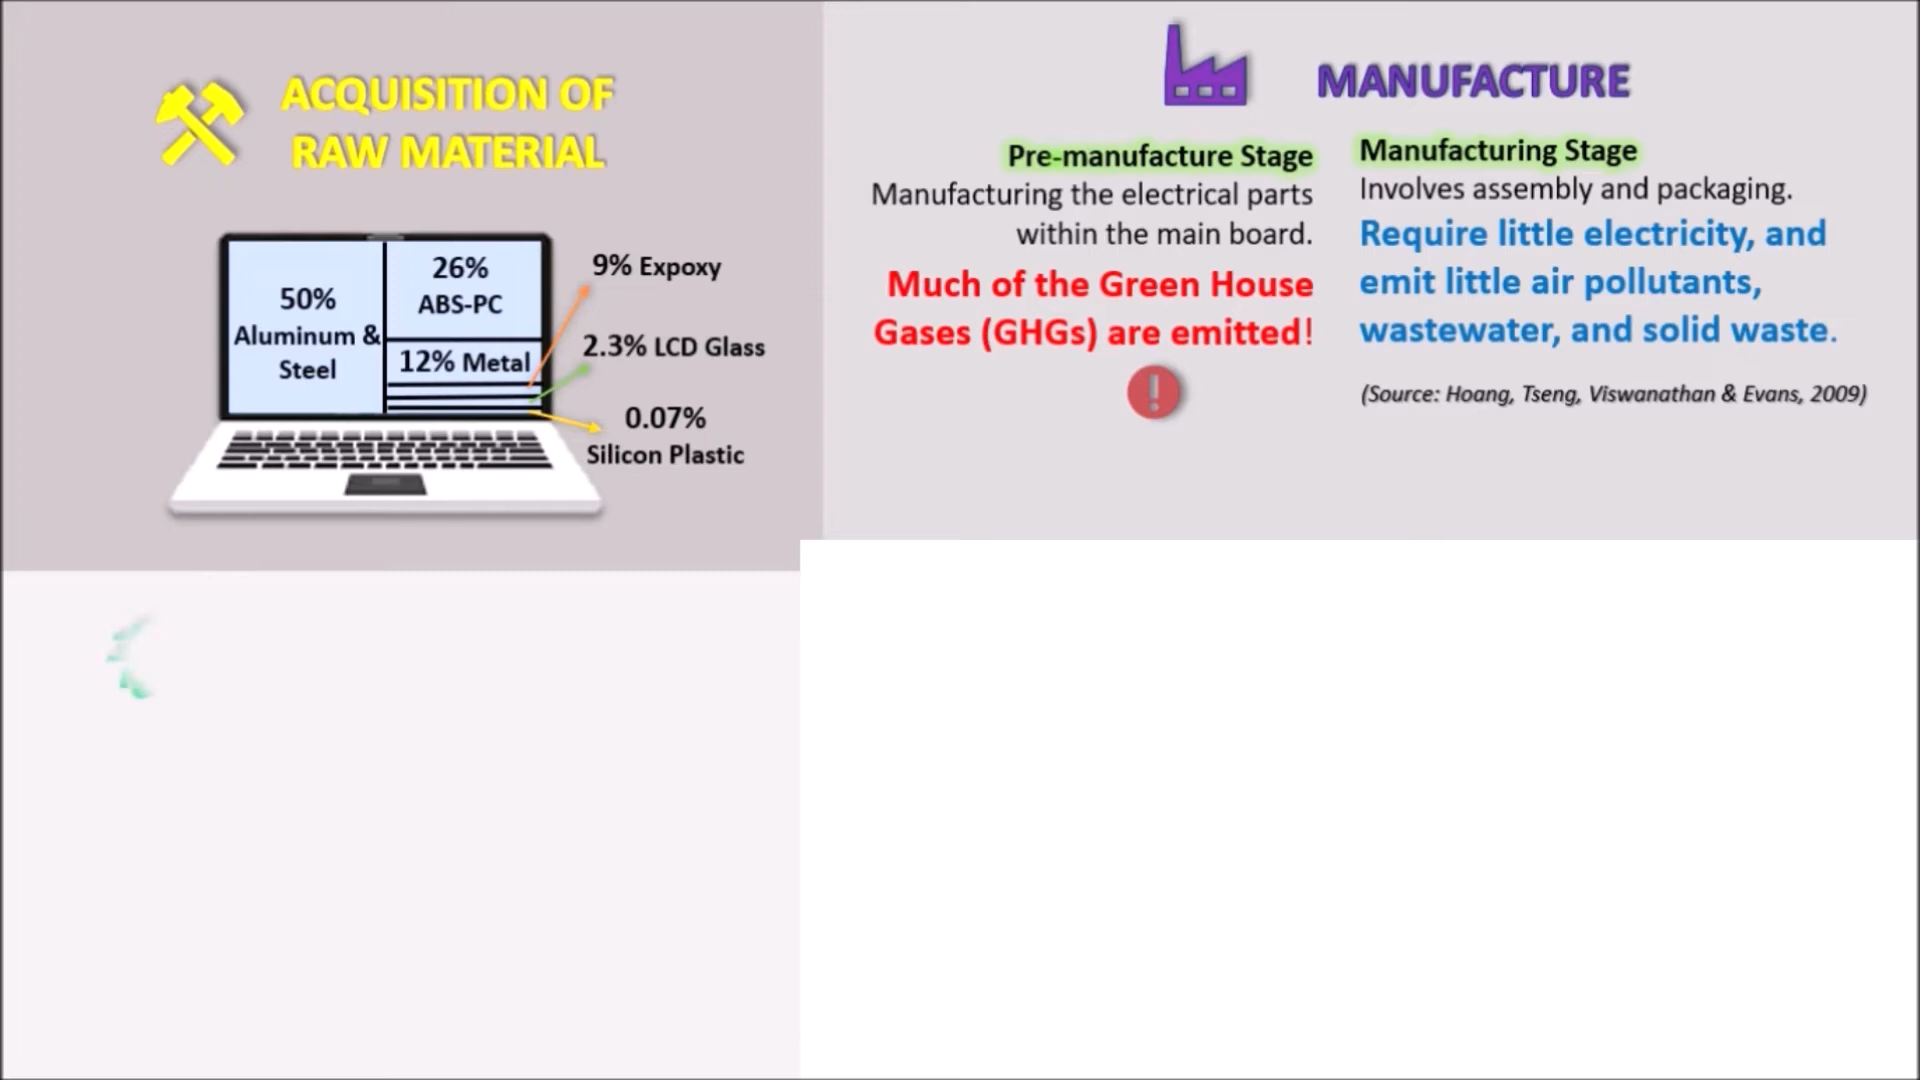 ACQUISITION OF
RAW MATERIAL
50%
Aluminum &
Steel
26%
ABS-PC
12% Metal
9% Expoxy
2.3% LCD Glass
0.07%
Silicon Plastic
MANUFACTURE
Pre-manufacture Stage
Manufacturing the electrical parts
within the main board.
Much of the Green House
Gases (GHGs) are emitted!
Manufacturing Stage
Involves assembly and packaging.
Require little electricity, and
emit little air pollutants,
wastewater, and solid waste.
(Source: Hoang, Tseng, Viswanathan & Evans, 2009)